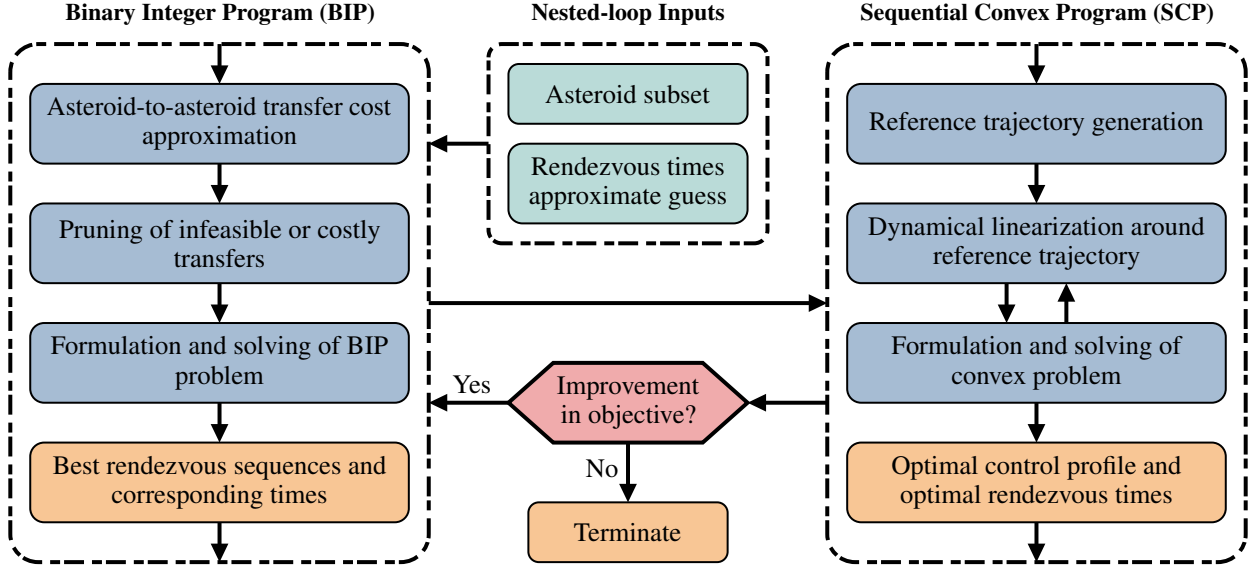 Binary Integer Program (BIP)
Asteroid-to-asteroid transfer cost
approximation
Pruning of infeasible or costly
transfers
Formulation and solving of BIP
problem
Best rendezvous sequences and
corresponding times
Nested-loop Inputs
Asteroid subset
Rendezvous times
approximate guess
Yes
Improvement
in objective?
No
Terminate
Sequential Convex Program (SCP)
Reference trajectory generation
Dynamical linearization around
reference trajectory
Formulation and solving of
convex problem
Optimal control profile and
optimal rendezvous times